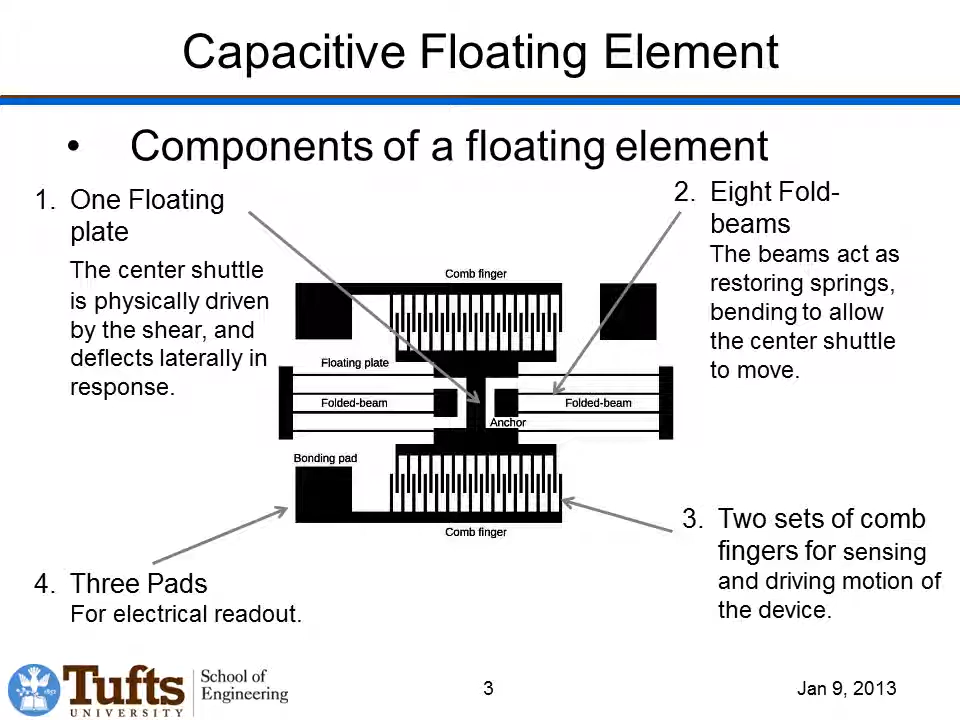 Capacitive Floating Element
• Components of a floating element
1. One Floating
plate
The center shuttle
is physically driven
by the shear, and
deflects laterally in
response.
2. Eight Fold-
beams
The beams act as
restoring springs,
bending to allow
the center shuttle
to move.
Comb finger
Floating plate
Folded-beam
Folded-beam
Anchor
Bonding pad
Comb finger
3. Two sets of comb
fingers for sensing
and driving motion of
the device.
4. Three Pads
For electrical readout.
Tufts
UNIVERSITY
School of
Engineering
3
Jan 9, 2013